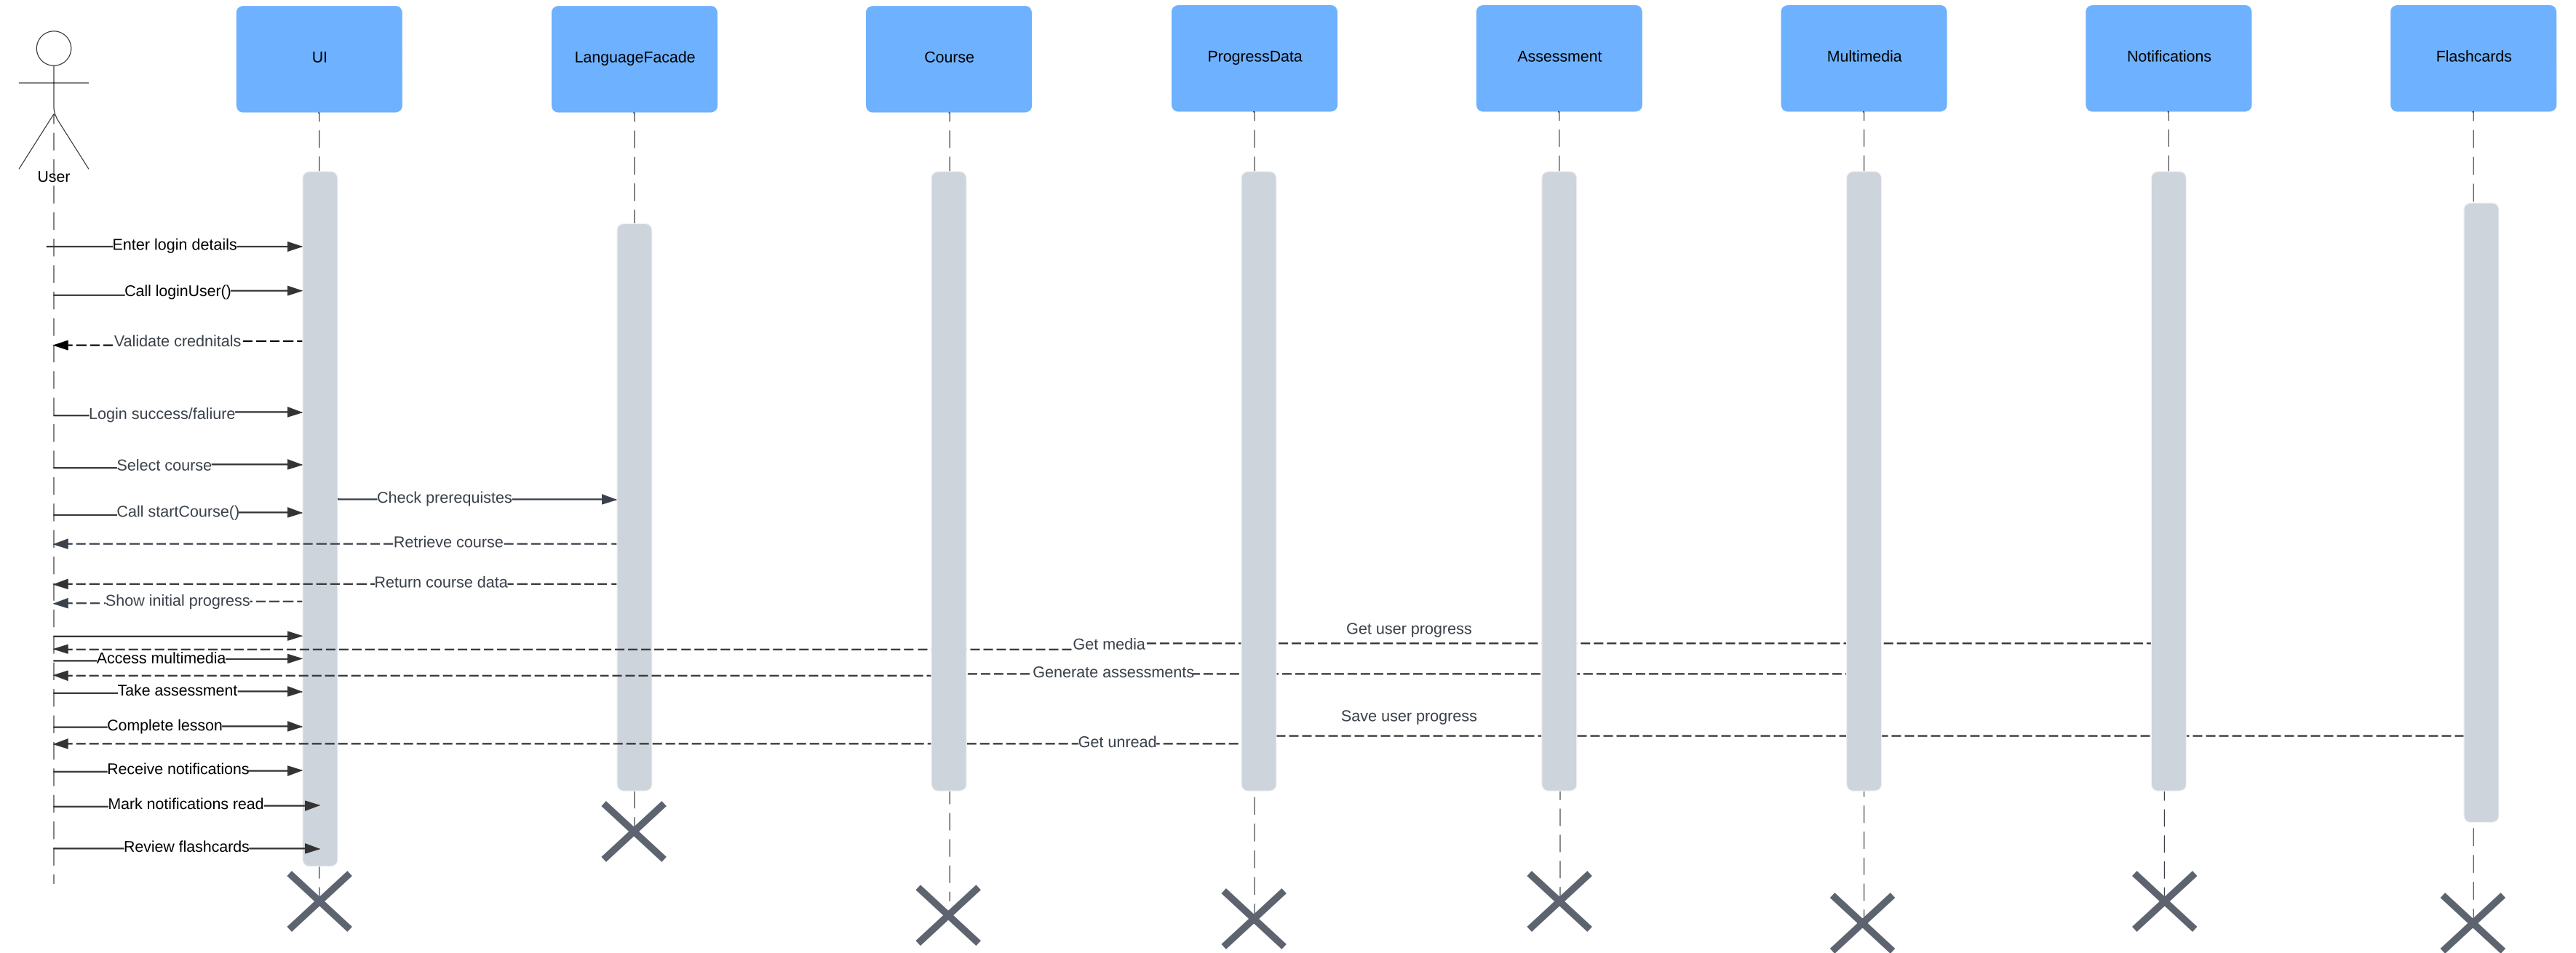 UI
LanguageFacade
Course
ProgressData
Assessment
Multimedia
Notifications
Flashcards
User
Enter login details
Call loginUser()
Validate crednitals
Login success/faliure
Select course
Check prerequistes
Call startCourse()
Retrieve course
Return course data
Show initial progress
Get user progress
Get media
Access multimedia
Generate assessments
Take assessment
Save user progress
Complete lesson
Get unread
Receive notifications
Mark notifications read
Review flashcards